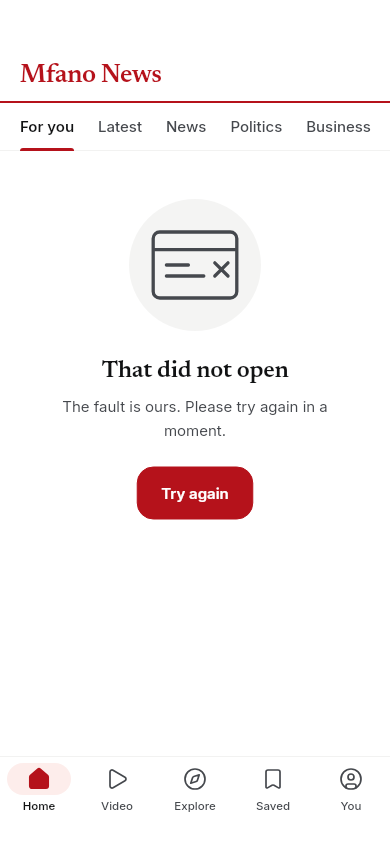 Mfano News
For you Latest News Politics Business
That did not open
The fault is ours. Please try again in a
moment.
Try again
Home Video Explore Saved You